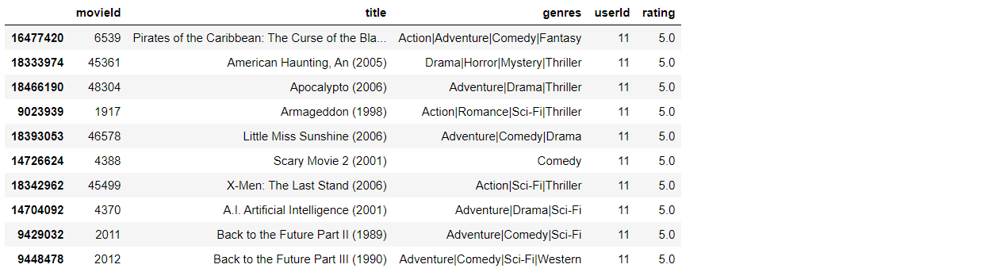 movieId title genres userId rating
16477420 6539 Pirates of the Caribbean: The Curse of the Bla... Action|Adventure|Comedy|Fantasy 11 5.0
18333974 45361 American Haunting, An (2005) Drama|Horror|Mystery|Thriller 11 5.0
18466190 48304 Apocalypto (2006) Adventure|Drama|Thriller 11 5.0
9023939 1917 Armageddon (1998) Action|Romance|Sci-Fi|Thriller 11 5.0
18393053 46578 Little Miss Sunshine (2006) Adventure|Comedy|Drama 11 5.0
14726624 4388 Scary Movie 2 (2001) Comedy 11 5.0
18342962 45499 X-Men: The Last Stand (2006) Action|Sci-Fi|Thriller 11 5.0
14704092 4370 A.I. Artificial Intelligence (2001) Adventure|Drama|Sci-Fi 11 5.0
9429032 2011 Back to the Future Part II (1989) Adventure|Comedy|Sci-Fi 11 5.0
9448478 2012 Back to the Future Part III (1990) Adventure|Comedy|Sci-Fi|Western 11 5.0